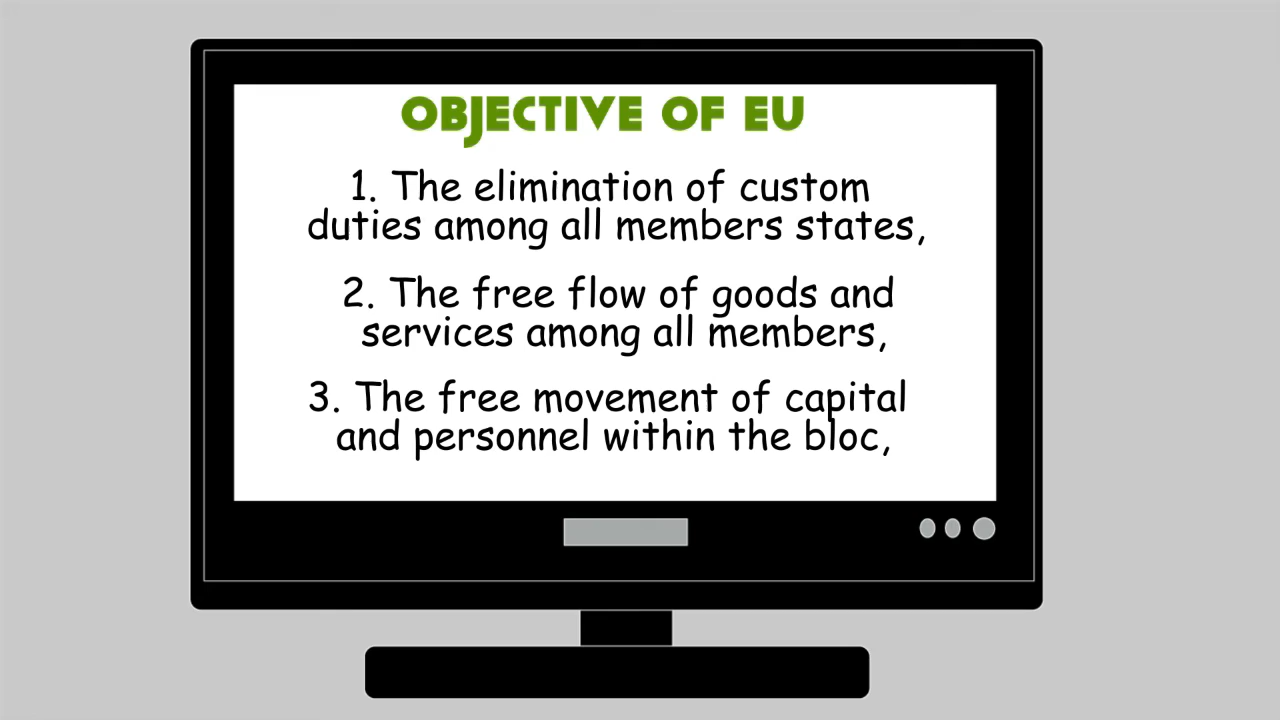 OBJECTIVE OF EU
1. The elimination of custom
duties among all members states,
2. The free flow of goods and
services among all members,
3. The free movement of capital
and personnel within the bloc,